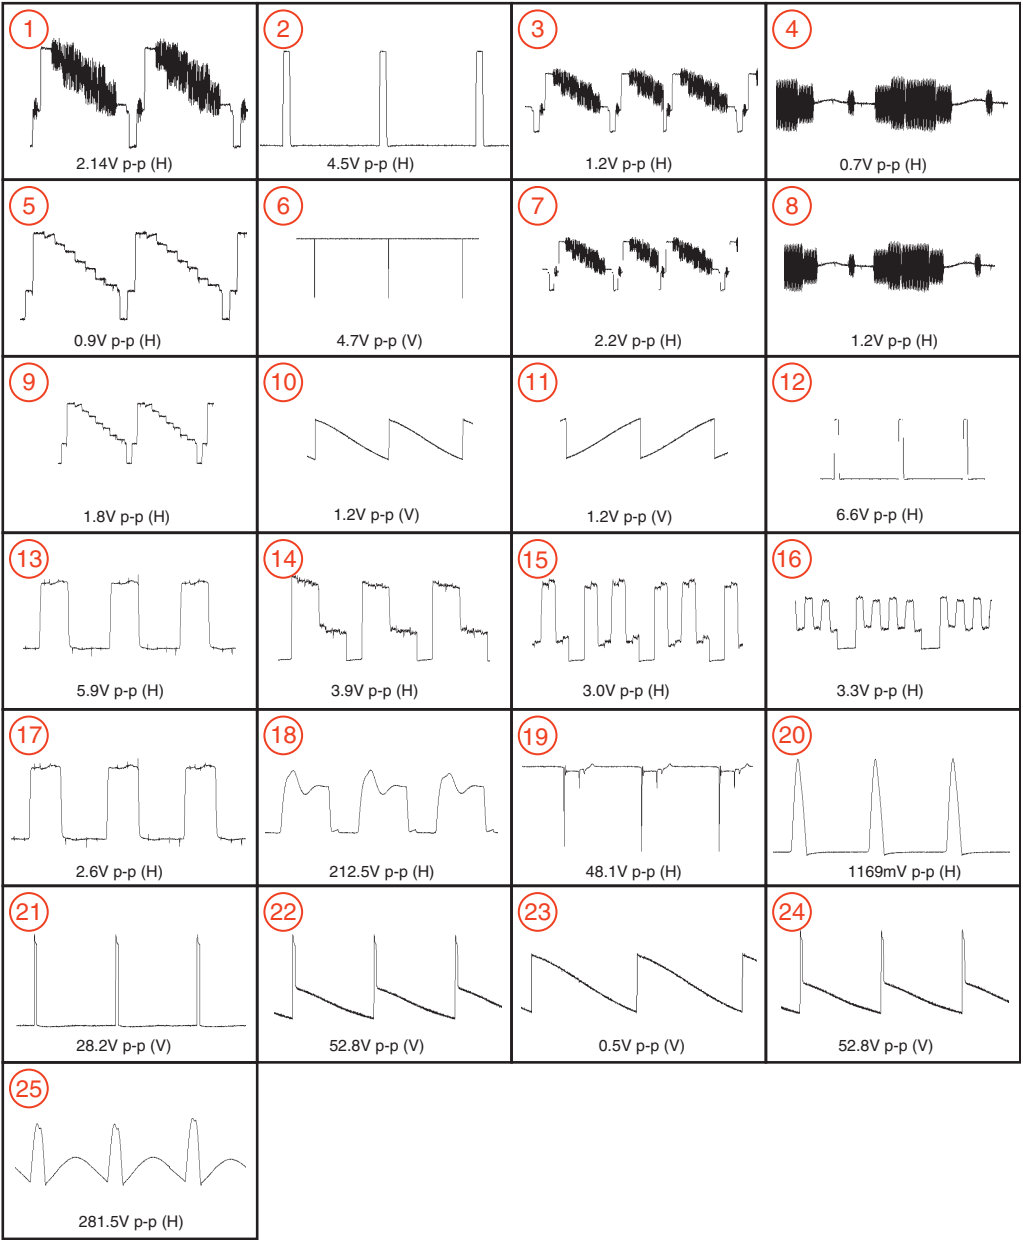 1
2.14V p-p (H)
2
4.5V p-p (H)
3
1.2V p-p (H)
4
0.7V p-p (H)
5
0.9V p-p (H)
6
4.7V p-p (V)
7
2.2V p-p (H)
8
1.2V p-p (H)
9
1.8V p-p (H)
10
1.2V p-p (V)
11
1.2V p-p (V)
12
6.6V p-p (H)
13
5.9V p-p (H)
14
3.9V p-p (H)
15
3.0V p-p (H)
16
3.3V p-p (H)
17
2.6V p-p (H)
18
212.5V p-p (H)
19
48.1V p-p (H)
20
1169mV p-p (H)
21
28.2V p-p (V)
22
52.8V p-p (V)
23
0.5V p-p (V)
24
52.8V p-p (V)
25
281.5V p-p (H)